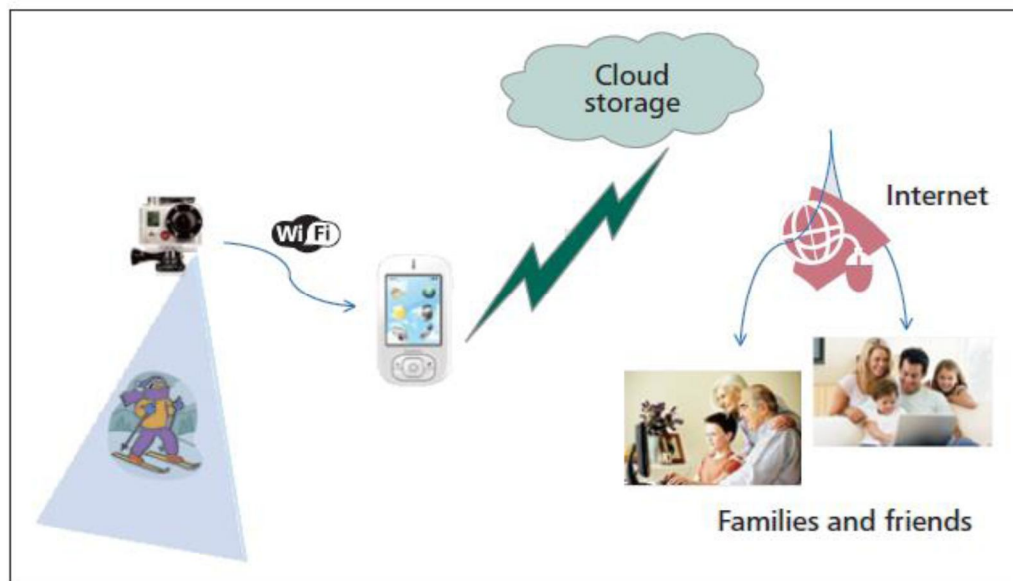 Cloud
storage
Internet
Wi Fi
Families and friends